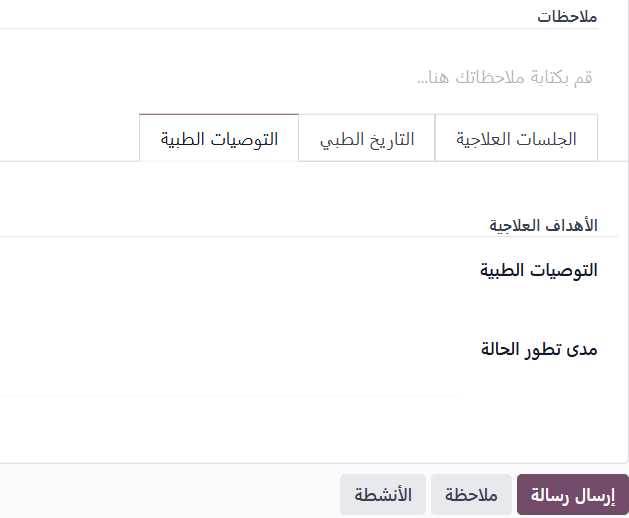 ملاحظات
قم بكتابة ملاحظاتك هنا...
الجلسات العلاجية التاريخ الطبي التوصيات الطبية
الأهداف العلاجية
التوصيات الطبية
مدى تطور الحالة
إرسال رسالة ملاحظة الأنشطة